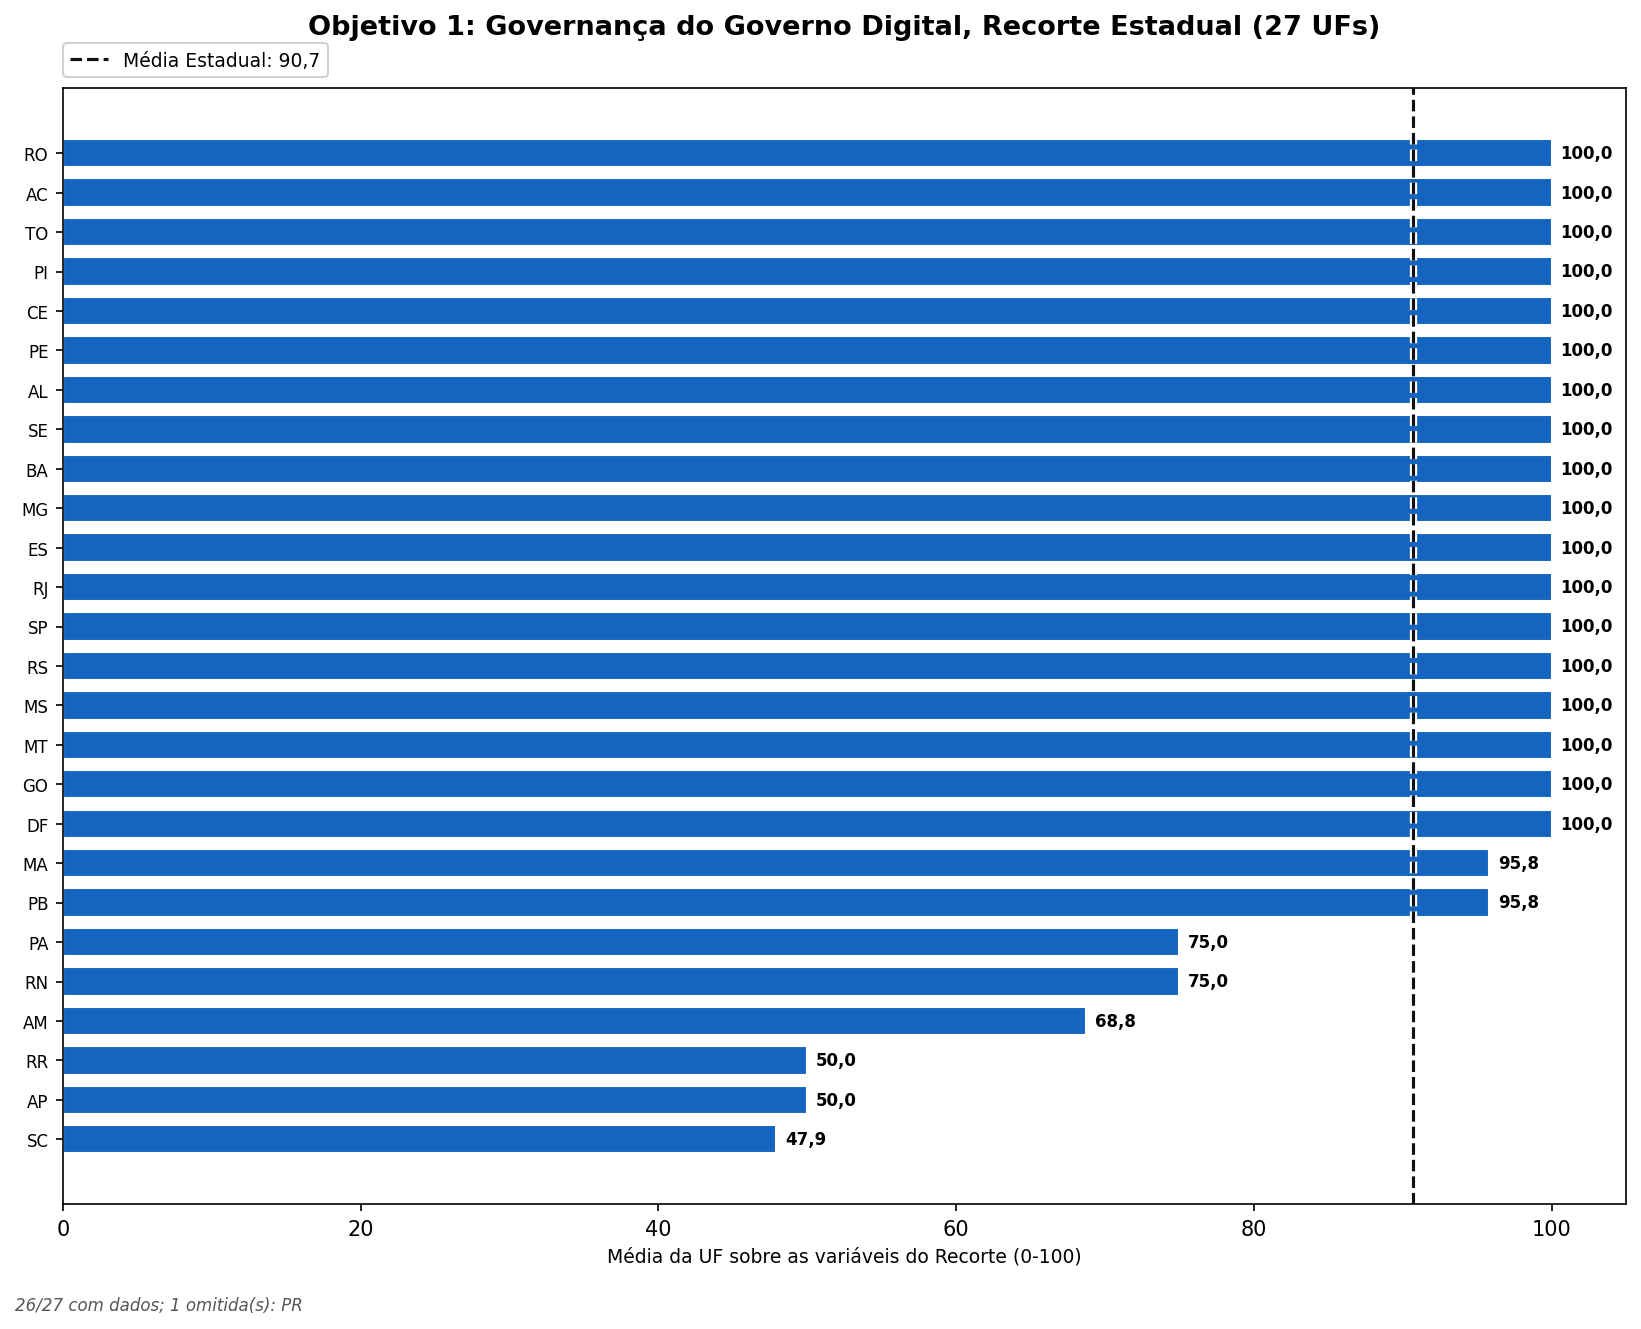 Objetivo 1: Governança do Governo Digital, Recorte Estadual (27 UFs)
Média Estadual: 90,7
RO 100,0
AC 100,0
TO 100,0
PI 100,0
CE 100,0
PE 100,0
AL 100,0
SE 100,0
BA 100,0
MG 100,0
ES 100,0
RJ 100,0
SP 100,0
RS 100,0
MS 100,0
MT 100,0
GO 100,0
DF 100,0
MA 95,8
PB 95,8
PA 75,0
RN 75,0
AM 68,8
RR 50,0
AP 50,0
SC 47,9
0 20 40 60 80 100
Média da UF sobre as variáveis do Recorte (0-100)
26/27 com dados; 1 omitida(s): PR